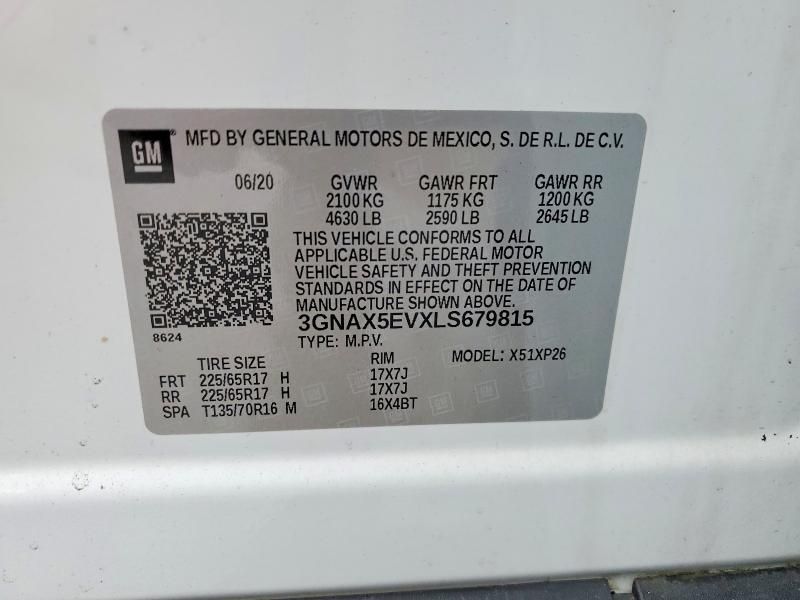 GM ® MFD BY GENERAL MOTORS DE MEXICO, S. DE R.L. DE C.V.
06/20 GVWR GAWR FRT GAWR RR
2100 KG 1175 KG 1200 KG
4630 LB 2590 LB 2645 LB
THIS VEHICLE CONFORMS TO ALL
APPLICABLE U.S. FEDERAL MOTOR
VEHICLE SAFETY AND THEFT PREVENTION
STANDARDS IN EFFECT ON THE DATE OF
MANUFACTURE SHOWN ABOVE.
3GNAX5EVXLS679815
8624 TYPE: M.P.V.
TIRE SIZE RIM MODEL: X51XP26
FRT 225/65R17 H 17X7J
RR 225/65R17 H 17X7J
SPA T135/70R16 M 16X4BT